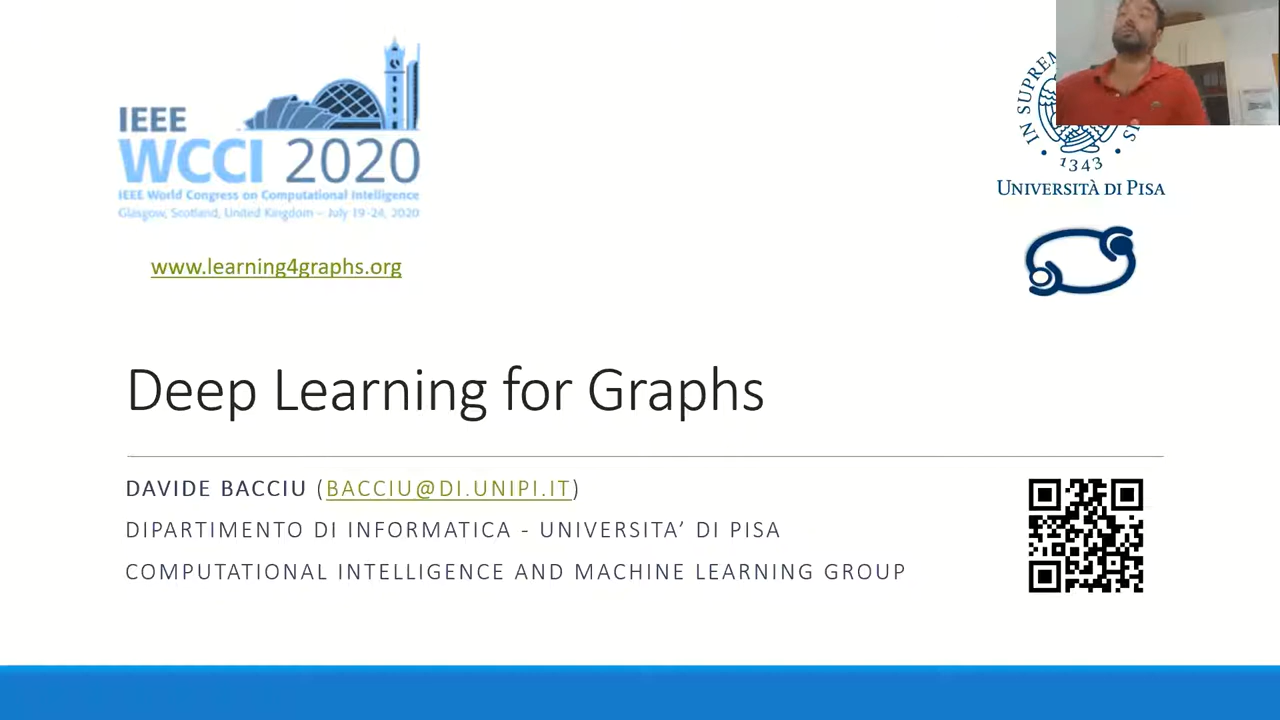 IEEE
WCCI 2020
IEEE World Congress on Computational Intelligence
Glasgow, Scotland, United Kingdom – July 19-24, 2020
IN SUPREM
1343
UNIVERSITÀ DI PISA
www.learning4graphs.org
Deep Learning for Graphs
DAVIDE BACCIU (BACCIU@DI.UNIPI.IT)
DIPARTIMENTO DI INFORMATICA - UNIVERSITA’ DI PISA
COMPUTATIONAL INTELLIGENCE AND MACHINE LEARNING GROUP